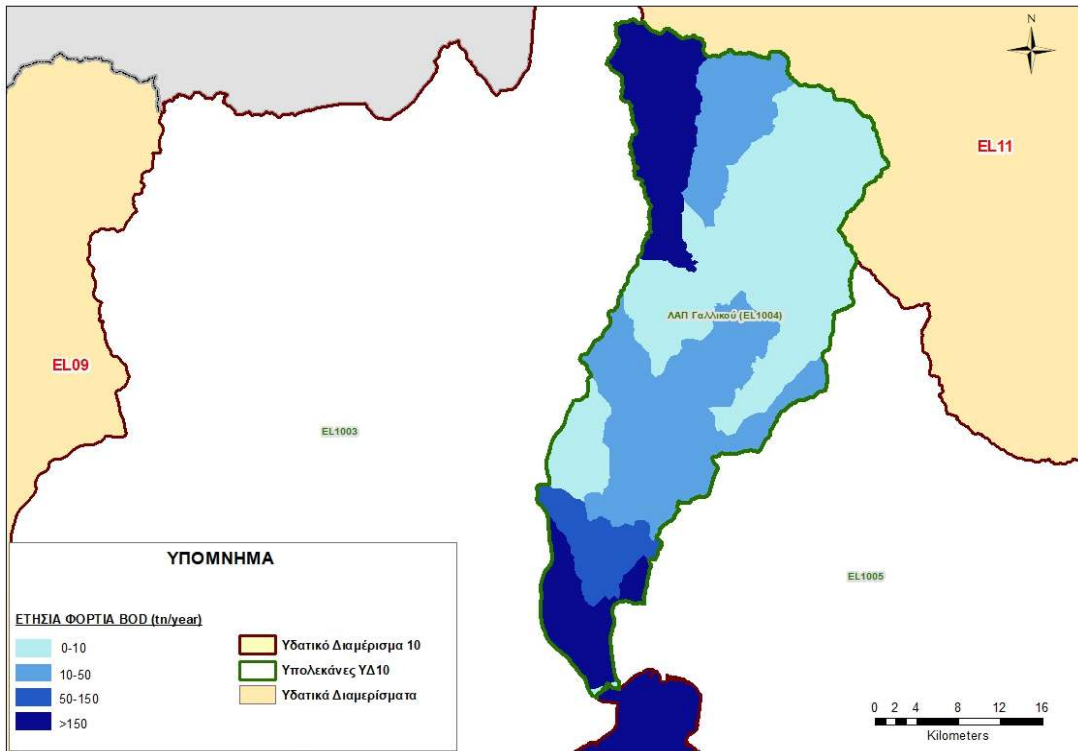 N
EL11
ΛΑΠ Γαλλικού (EL1004)
EL09
EL1003
EL1005
ΥΠΟΜΝΗΜΑ
ΕΤΗΣΙΑ ΦΟΡΤΙΑ BOD (tn/year)
0-10
10-50
50-150
>150
Υδατικό Διαμέρισμα 10
Υπολεκάνες ΥΔ10
Υδατικά Διαμερίσματα
0 2 4 8 12 16
Kilometers